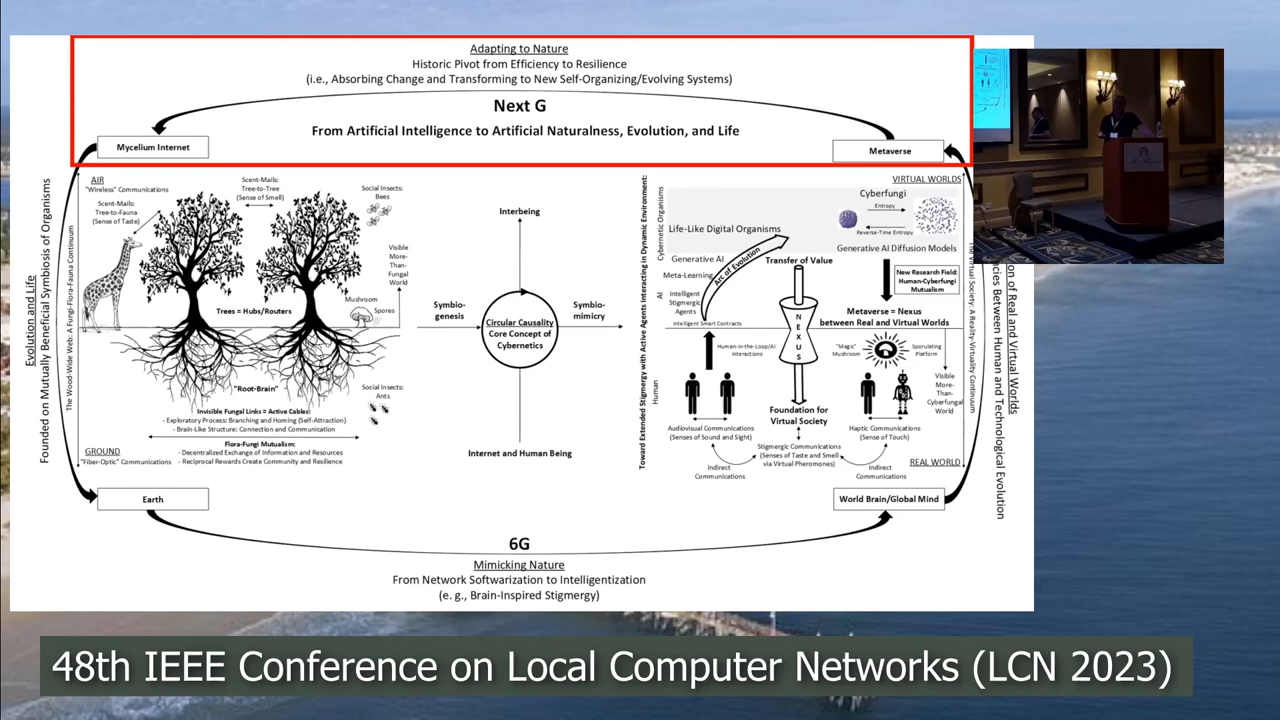 Adapting to Nature
Historic Pivot from Efficiency to Resilience
(i.e., Absorbing Change and Transforming to New Self-Organizing/Evolving Systems)
Next G
From Artificial Intelligence to Artificial Naturalness, Evolution, and Life
Mycelium Internet
Metaverse
Evolution and Life
Founded on Mutually Beneficial Symbiosis of Organisms
The Wood-Wide Web: A Fungi-Flora-Fauna Continuum
AIR
"Wireless" Communications
Scent-Mails:
Tree-to-Fauna
(Sense of Taste)
Scent-Mails:
Tree-to-Tree
(Sense of Smell)
Social Insects:
Bees
Visible
More-
Than-
Fungal
World
Mushroom
Spores
Trees = Hubs/Routers
"Root-Brain"
Social Insects:
Ants
Invisible Fungal Links = Active Cables:
- Exploratory Process: Branching and Homing (Self-Attraction)
- Brain-Like Structure: Connection and Communication
Flora-Fungi Mutualism:
- Decentralized Exchange of Information and Resources
- Reciprocal Rewards Create Community and Resilience
GROUND
"Fiber-Optic" Communications
Earth
Interbeing
Symbio-
genesis
Circular Causality
Core Concept of
Cybernetics
Symbio-
mimicry
Internet and Human Being
Toward Extended Stigmergy with Active Agents Interacting in Dynamic Environment:
Human
AI
Cybernetic Organisms
VIRTUAL WORLDS
Cyberfungi
Entropy
Reverse-Time Entropy
Life-Like Digital Organisms
Generative AI Diffusion Models
Generative AI
Meta-Learning
Arc of Evolution
Transfer of Value
Intelligent
Stigmergic
Agents
Intelligent Smart Contracts
New Research Field:
Human-Cyberfungi
Mutualism
NEXUS
Metaverse = Nexus
between Real and Virtual Worlds
Human-in-the-Loop/AI
Interactions
"Magic"
Mushroom
Sporulating
Platform
Visible
More-
Than-
Cyberfungal
World
Foundation for
Virtual Society
Audiovisual Communications
(Senses of Sound and Sight)
Haptic Communications
(Sense of Touch)
Stigmergic Communications
(Senses of Taste and Smell
via Virtual Pheromones)
Indirect
Communications
Indirect
Communications
REAL WORLD
World Brain/Global Mind
The Virtual Society: A Reality-Virtuality Continuum
Between Human and Technological Evolution
on of Real and Virtual Worlds
6G
Mimicking Nature
From Network Softwarization to Intelligentization
(e. g., Brain-Inspired Stigmergy)
48th IEEE Conference on Local Computer Networks (LCN 2023)